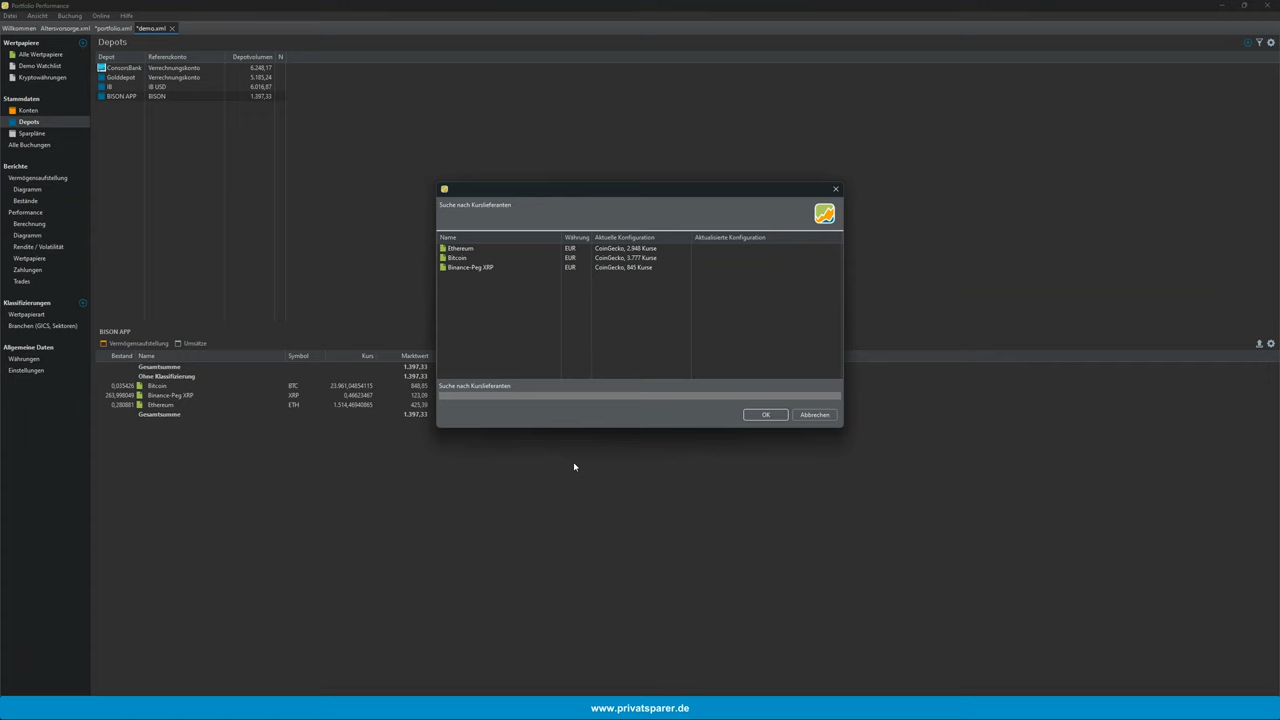 Portfolio Performance
Datei Ansicht Buchung Online Hilfe
Willkommen Altersvorsorge.xml *portfolio.xml *demo.xml
Wertpapiere
Alle Wertpapiere
Demo Watchlist
Kryptowährungen
Stammdaten
Konten
Depots
Sparpläne
Alle Buchungen
Berichte
Vermögensaufstellung
Diagramm
Bestände
Performance
Berechnung
Diagramm
Rendite / Volatilität
Wertpapiere
Zahlungen
Trades
Klassifizierungen
Wertpapierart
Branchen (GICS, Sektoren)
Allgemeine Daten
Währungen
Einstellungen
Depots
Depot Referenzkonto Depotvolumen N
ConsorsBank Verrechnungskonto 6.248,17
Golddepot Verrechnungskonto 5.185,24
IB IB USD 6.016,87
BISON APP BISON 1.397,33
Suche nach Kurslieferanten
Name Währung Aktuelle Konfiguration Aktualisierte Konfiguration
Ethereum EUR CoinGecko, 2.948 Kurse
Bitcoin EUR CoinGecko, 3.777 Kurse
Binance-Peg XRP EUR CoinGecko, 845 Kurse
Suche nach Kurslieferanten
OK Abbrechen
BISON APP
Vermögensaufstellung Umsätze
Bestand Name Symbol Kurs Marktwert
Gesamtsumme 1.397,33
Ohne Klassifizierung 1.397,33
0,035426 Bitcoin BTC 23.961,04854115 848,85
263,998049 Binance-Peg XRP XRP 0,46623467 123,09
0,280881 Ethereum ETH 1.514,46940865 425,39
Gesamtsumme 1.397,33
www.privatsparer.de